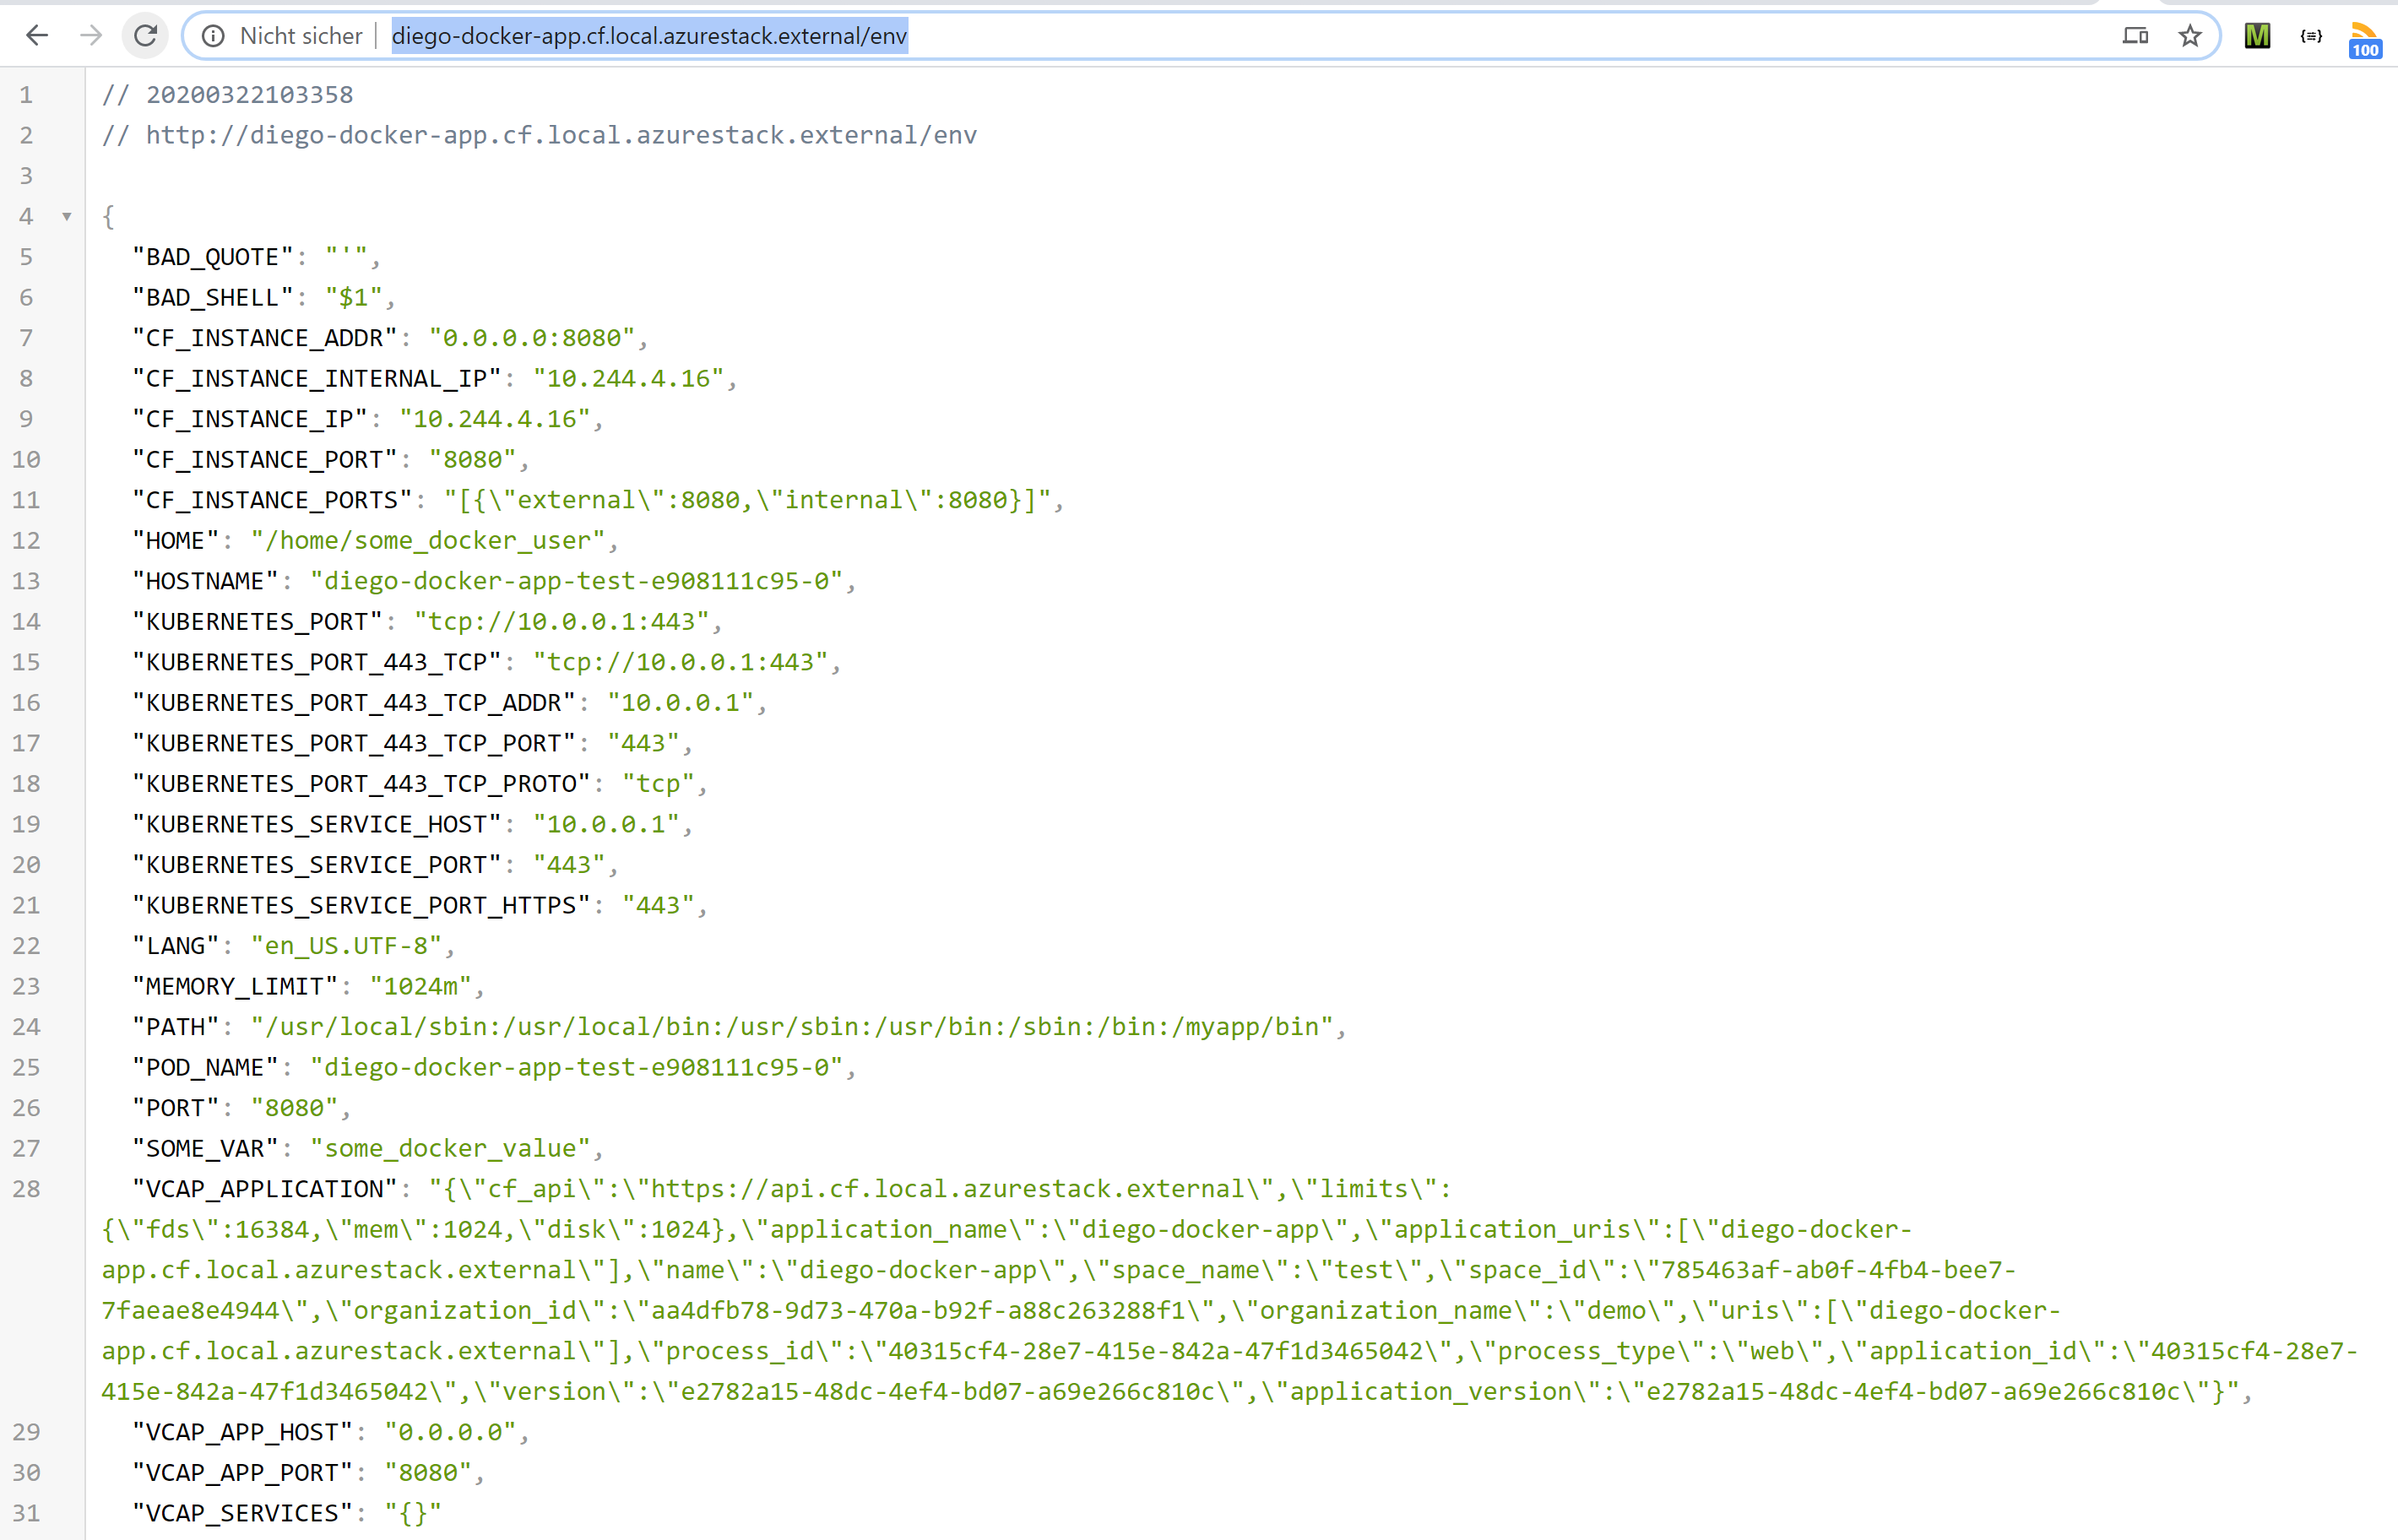 Nicht sicher | diego-docker-app.cf.local.azurestack.external/env
M {≡} 100
1 // 20200322103358
2 // http://diego-docker-app.cf.local.azurestack.external/env
3
4 {
5 "BAD_QUOTE": "'",
6 "BAD_SHELL": "$1",
7 "CF_INSTANCE_ADDR": "0.0.0.0:8080",
8 "CF_INSTANCE_INTERNAL_IP": "10.244.4.16",
9 "CF_INSTANCE_IP": "10.244.4.16",
10 "CF_INSTANCE_PORT": "8080",
11 "CF_INSTANCE_PORTS": "[{\"external\":8080,\"internal\":8080}]",
12 "HOME": "/home/some_docker_user",
13 "HOSTNAME": "diego-docker-app-test-e908111c95-0",
14 "KUBERNETES_PORT": "tcp://10.0.0.1:443",
15 "KUBERNETES_PORT_443_TCP": "tcp://10.0.0.1:443",
16 "KUBERNETES_PORT_443_TCP_ADDR": "10.0.0.1",
17 "KUBERNETES_PORT_443_TCP_PORT": "443",
18 "KUBERNETES_PORT_443_TCP_PROTO": "tcp",
19 "KUBERNETES_SERVICE_HOST": "10.0.0.1",
20 "KUBERNETES_SERVICE_PORT": "443",
21 "KUBERNETES_SERVICE_PORT_HTTPS": "443",
22 "LANG": "en_US.UTF-8",
23 "MEMORY_LIMIT": "1024m",
24 "PATH": "/usr/local/sbin:/usr/local/bin:/usr/sbin:/usr/bin:/sbin:/bin:/myapp/bin",
25 "POD_NAME": "diego-docker-app-test-e908111c95-0",
26 "PORT": "8080",
27 "SOME_VAR": "some_docker_value",
28 "VCAP_APPLICATION": "{\"cf_api\":\"https://api.cf.local.azurestack.external\",\"limits\":
{\"fds\":16384,\"mem\":1024,\"disk\":1024},\"application_name\":\"diego-docker-app\",\"application_uris\":[\"diego-docker-
app.cf.local.azurestack.external\"],\"name\":\"diego-docker-app\",\"space_name\":\"test\",\"space_id\":\"785463af-ab0f-4fb4-bee7-
7faeae8e4944\",\"organization_id\":\"aa4dfb78-9d73-470a-b92f-a88c263288f1\",\"organization_name\":\"demo\",\"uris\":[\"diego-docker-
app.cf.local.azurestack.external\"],\"process_id\":\"40315cf4-28e7-415e-842a-47f1d3465042\",\"process_type\":\"web\",\"application_id\":\"40315cf4-28e7-
415e-842a-47f1d3465042\",\"version\":\"e2782a15-48dc-4ef4-bd07-a69e266c810c\",\"application_version\":\"e2782a15-48dc-4ef4-bd07-a69e266c810c\"}",
29 "VCAP_APP_HOST": "0.0.0.0",
30 "VCAP_APP_PORT": "8080",
31 "VCAP_SERVICES": "{}"